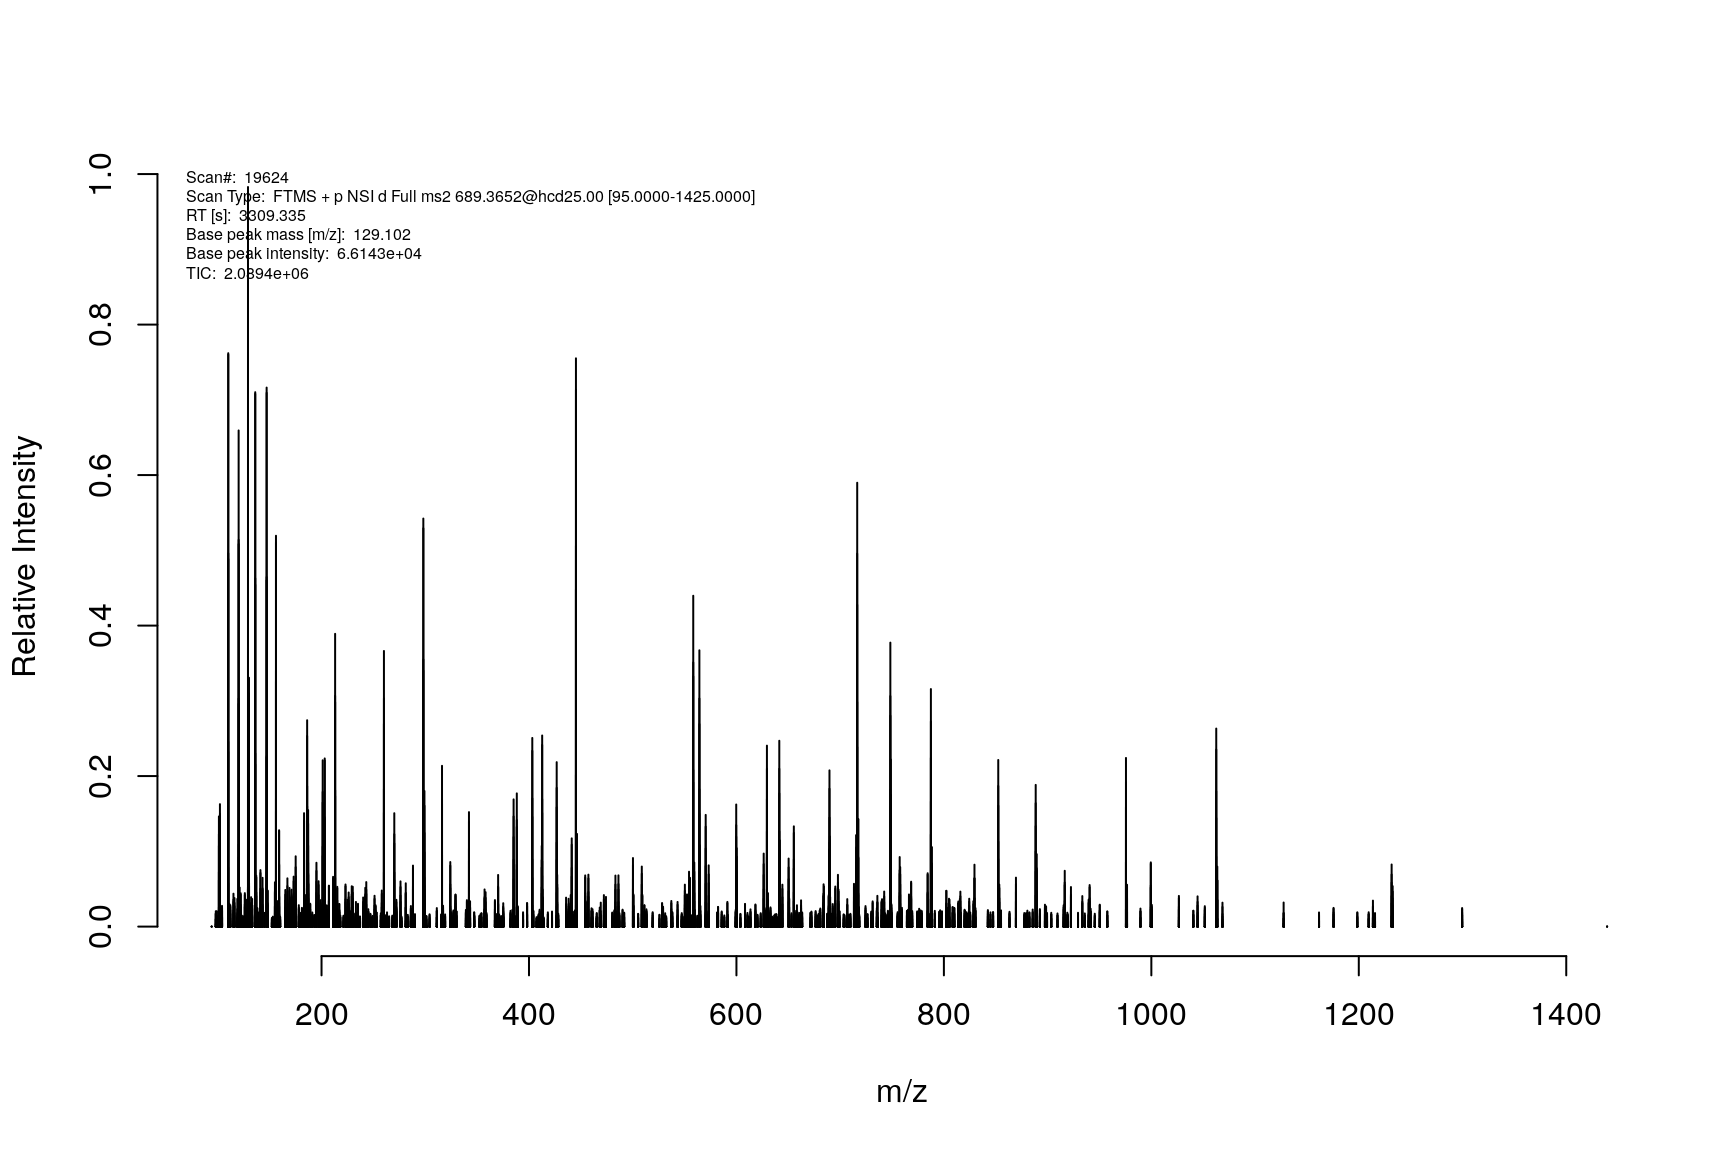 Scan#: 19624
Scan Type: FTMS + p NSI d Full ms2 689.3652@hcd25.00 [95.0000-1425.0000]
RT [s]: 3309.335
Base peak mass [m/z]: 129.102
Base peak intensity: 6.6143e+04
TIC: 2.0894e+06
1.0
0.8
0.6
0.4
0.2
0.0
Relative Intensity
200 400 600 800 1000 1200 1400
m/z